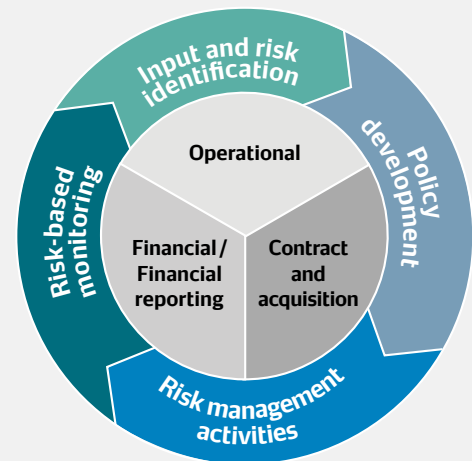 Input and risk
identification
Policy
development
Risk management
activities
Risk-based
monitoring
Operational
Financial/
Financial
reporting
Contract
and
acquisition